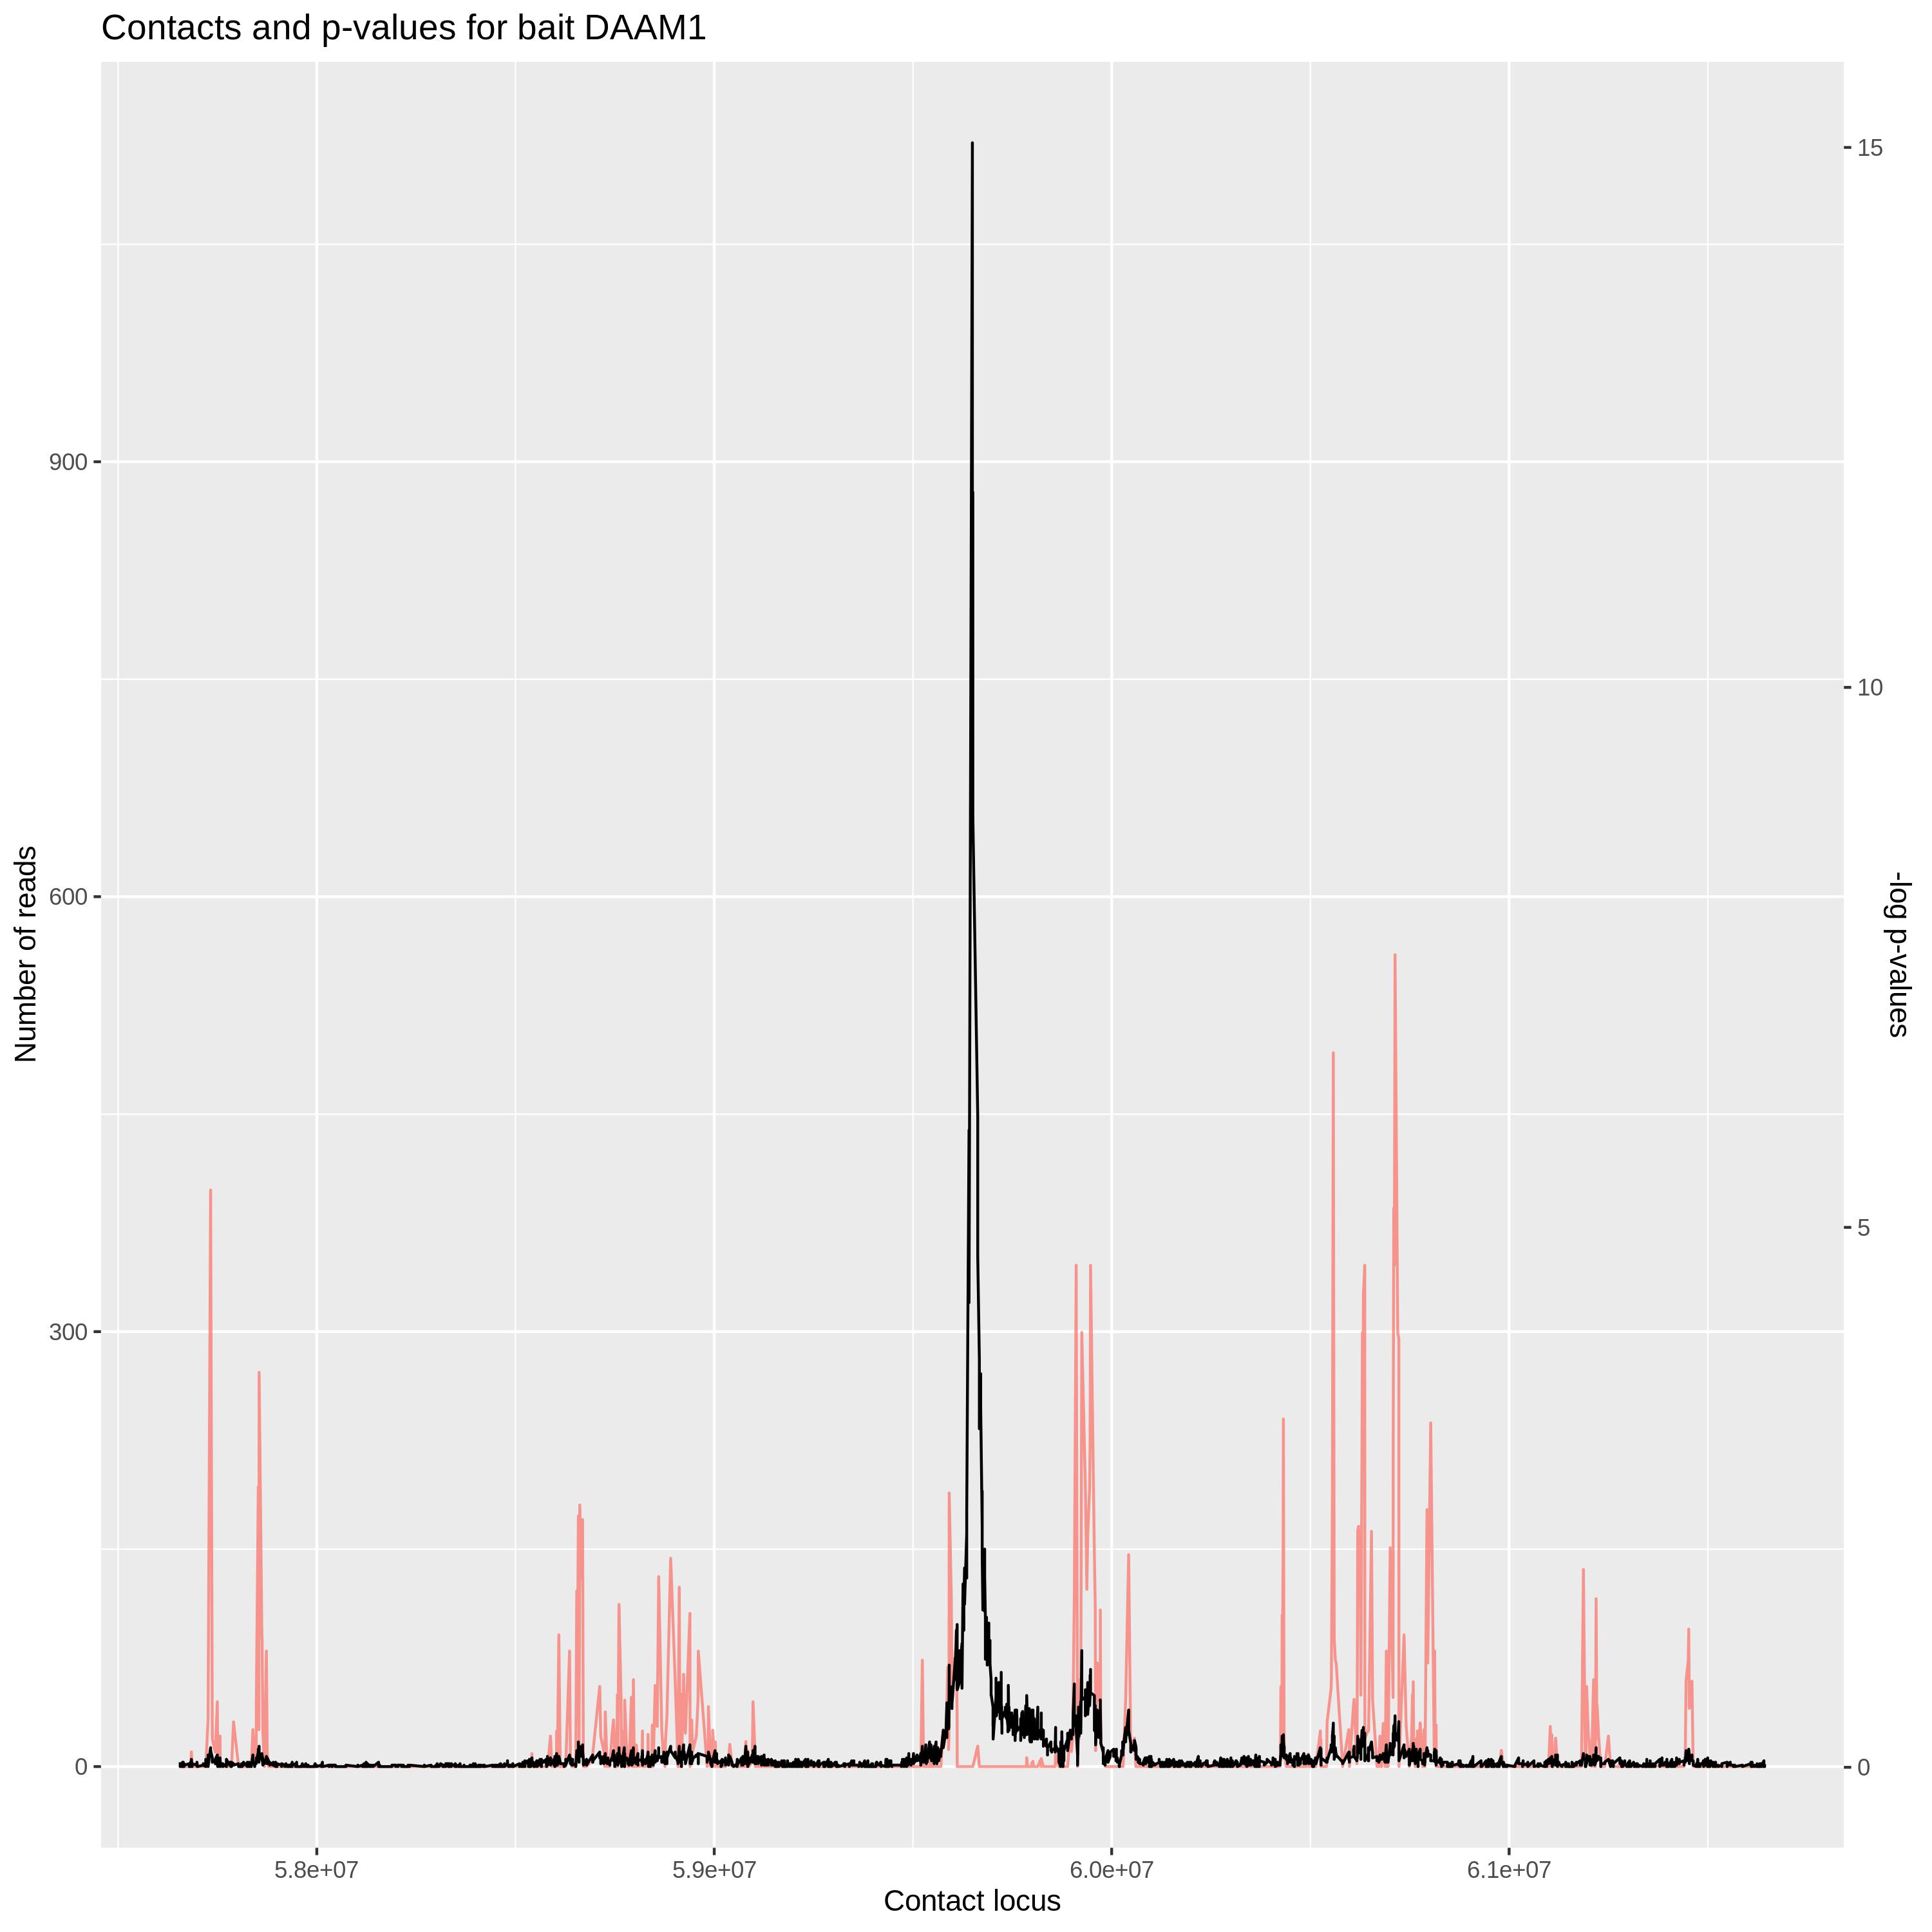 Contacts and p-values for bait DAAM1
Number of reads
900
600
300
0
15
10
5
0
-log p-values
5.8e+07
5.9e+07
6.0e+07
6.1e+07
Contact locus